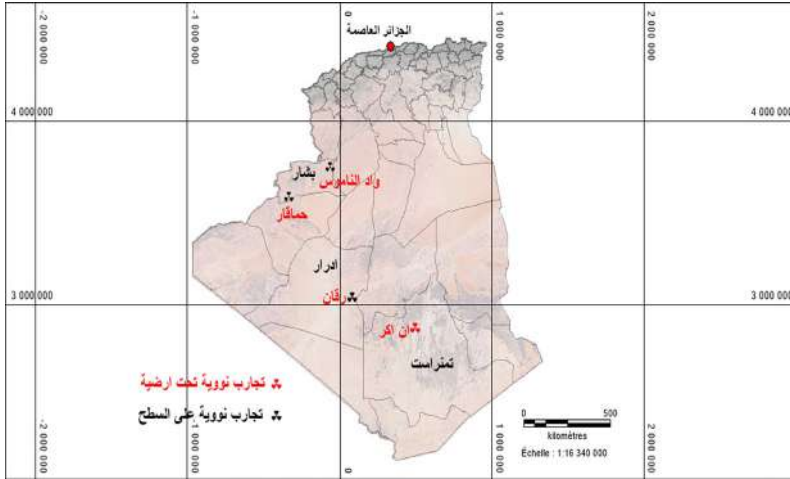 -2 000 000
-1 000 000
0
1 000 000
2 000 000
الجزائر العاصمة
4 000 000
4 000 000
بشار
واد الناموس
حماقار
ادرار
رقان
3 000 000
3 000 000
ان اكر
تمنراست
تجارب نووية تحت ارضية
تجارب نووية على السطح
0
500
kilomètres
Échelle : 1:16 340 000
-2 000 000
-1 000 000
0
1 000 000
2 000 000